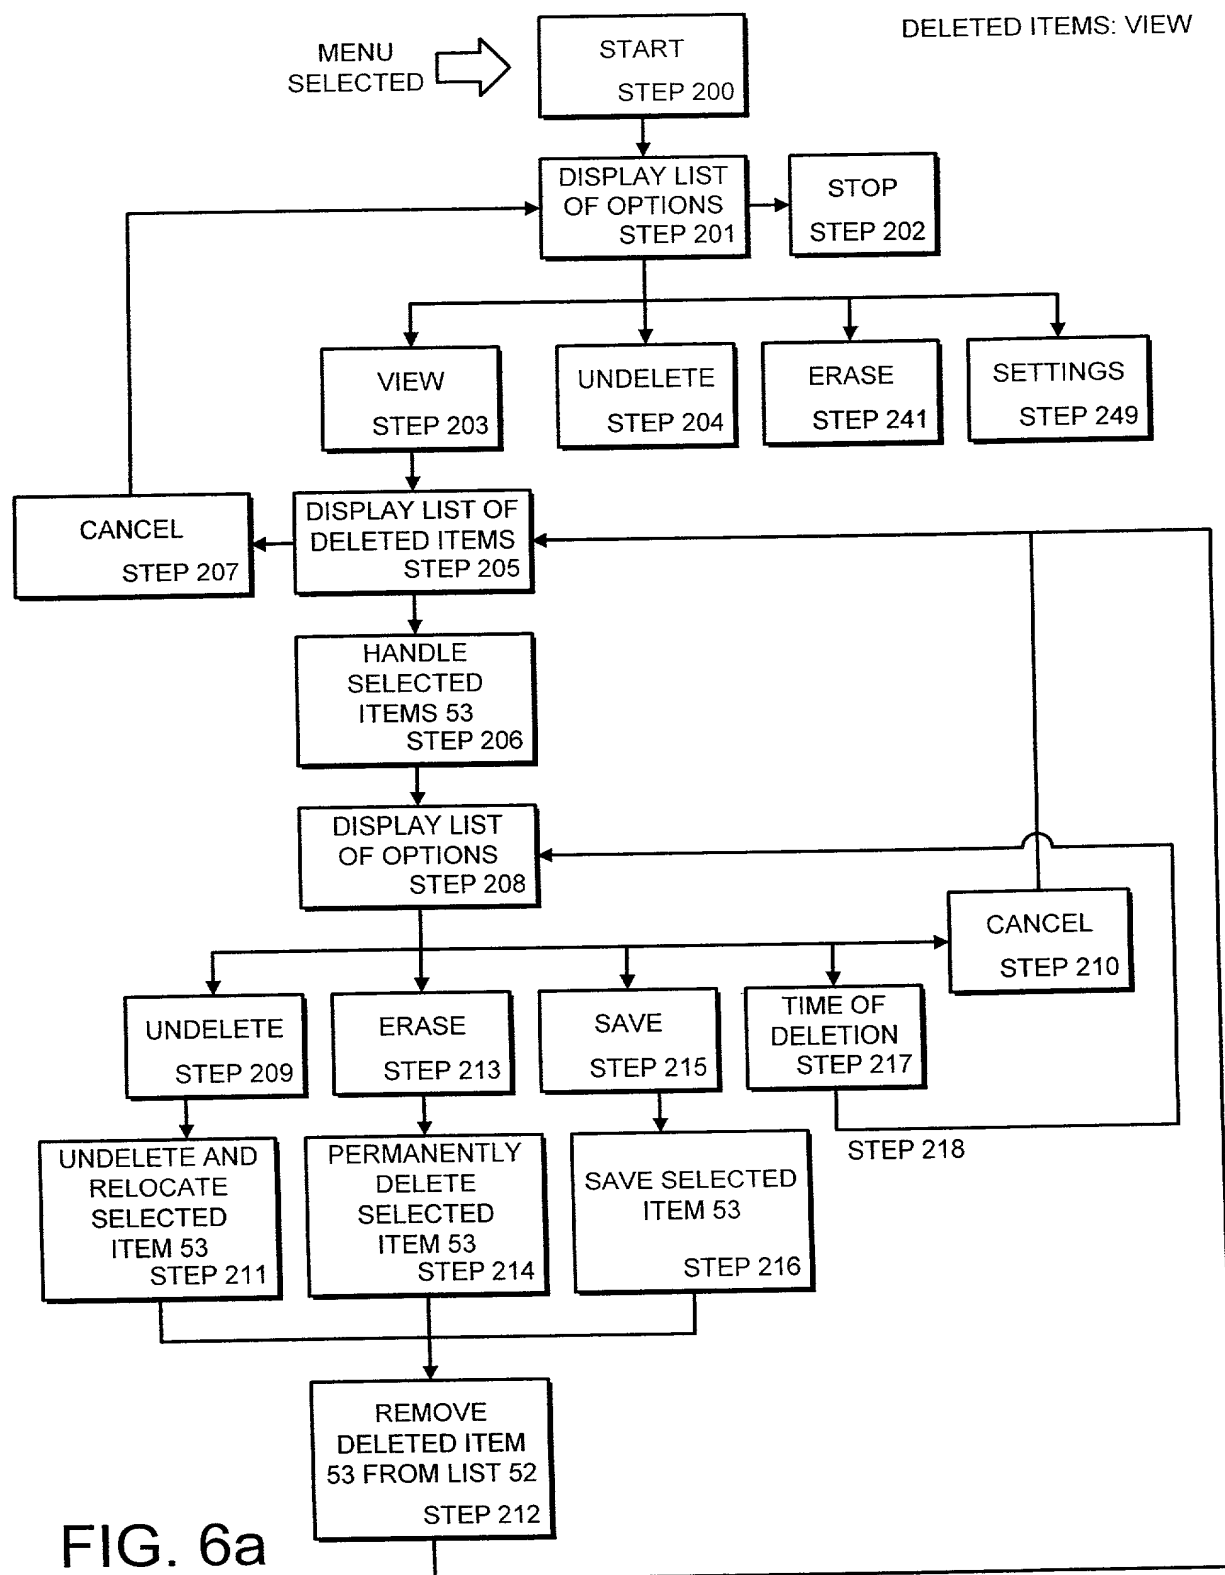 DELETED ITEMS: VIEW
MENU
SELECTED
START
STEP 200
DISPLAY LIST
OF OPTIONS
STEP 201
STOP
STEP 202
VIEW
STEP 203
UNDELETE
STEP 204
ERASE
STEP 241
SETTINGS
STEP 249
CANCEL
STEP 207
DISPLAY LIST OF
DELETED ITEMS
STEP 205
HANDLE
SELECTED
ITEMS 53
STEP 206
DISPLAY LIST
OF OPTIONS
STEP 208
CANCEL
STEP 210
UNDELETE
STEP 209
ERASE
STEP 213
SAVE
STEP 215
TIME OF
DELETION
STEP 217
STEP 218
UNDELETE AND
RELOCATE
SELECTED
ITEM 53
STEP 211
PERMANENTLY
DELETE
SELECTED
ITEM 53
STEP 214
SAVE SELECTED
ITEM 53
STEP 216
REMOVE
DELETED ITEM
53 FROM LIST 52
STEP 212
FIG. 6a